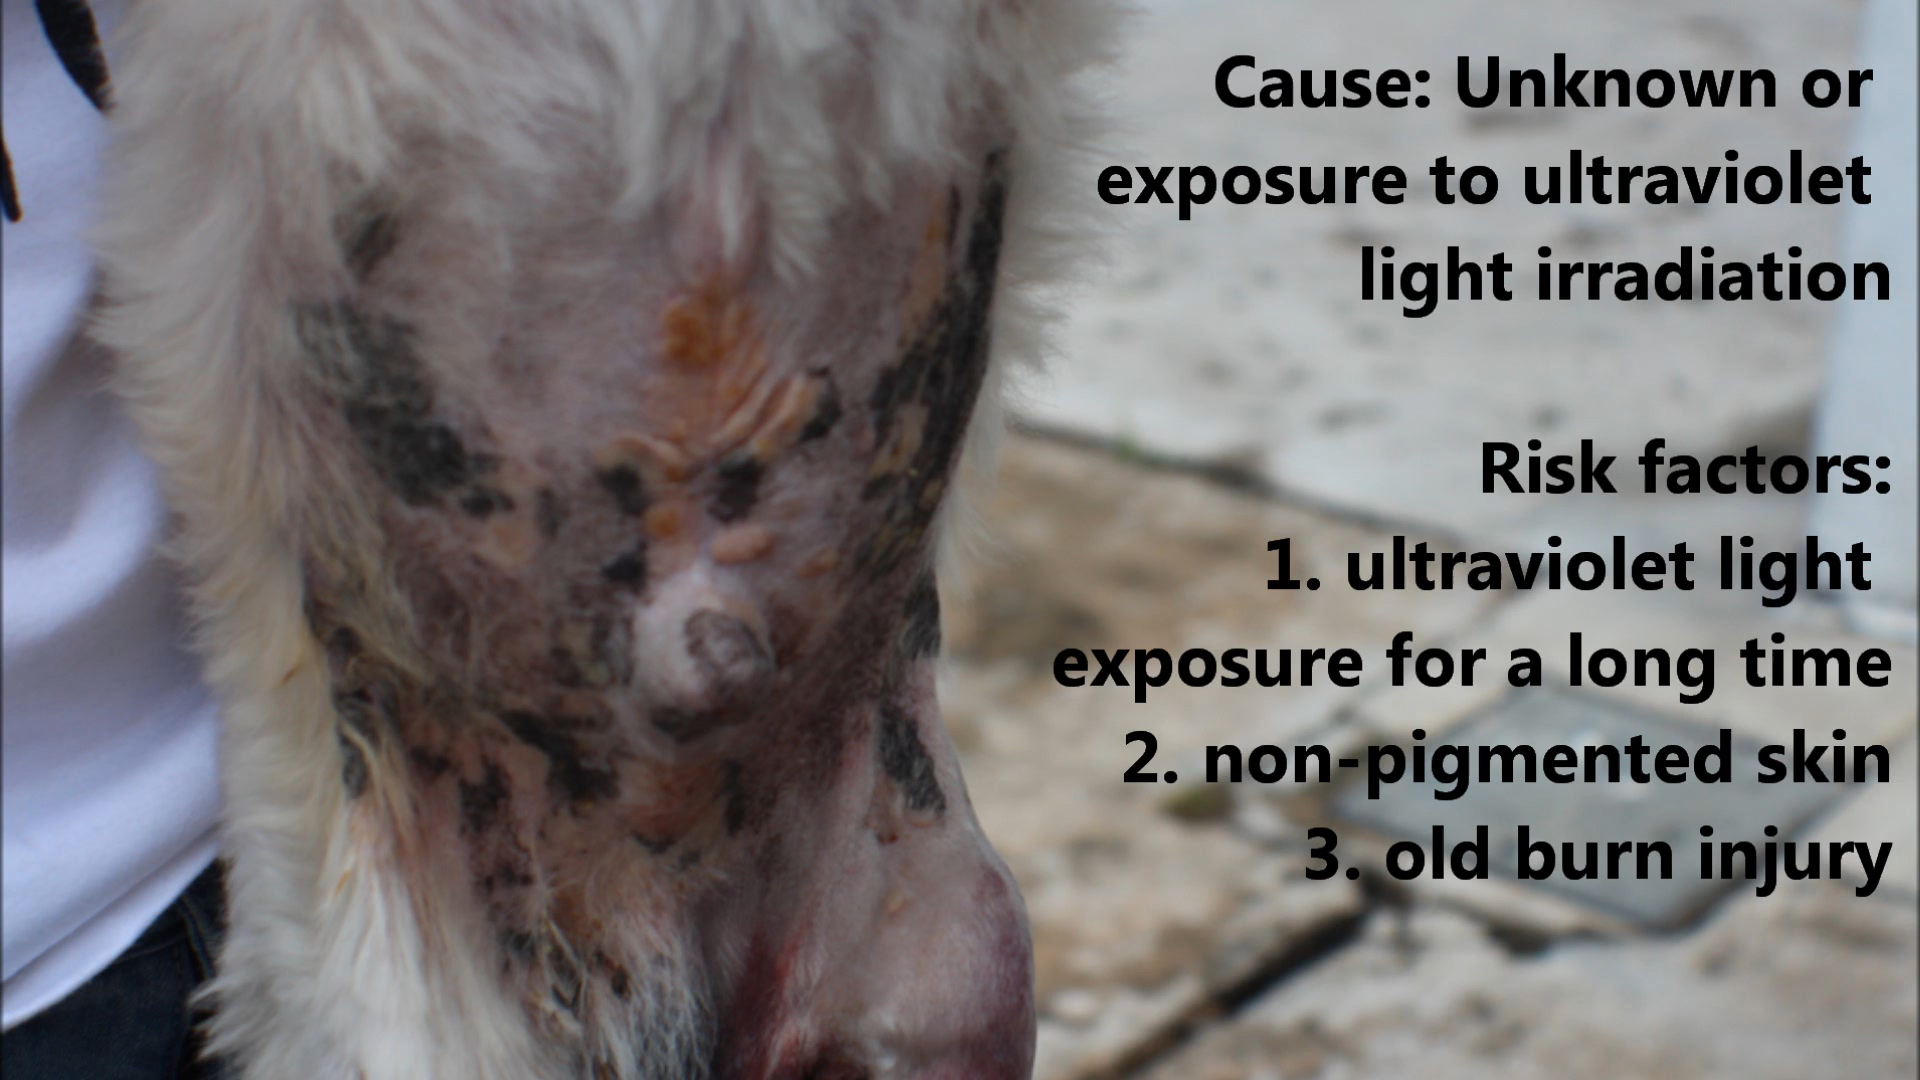 Cause: Unknown or
exposure to ultraviolet
light irradiation
Risk factors:
1. ultraviolet light
exposure for a long time
2. non-pigmented skin
3. old burn injury